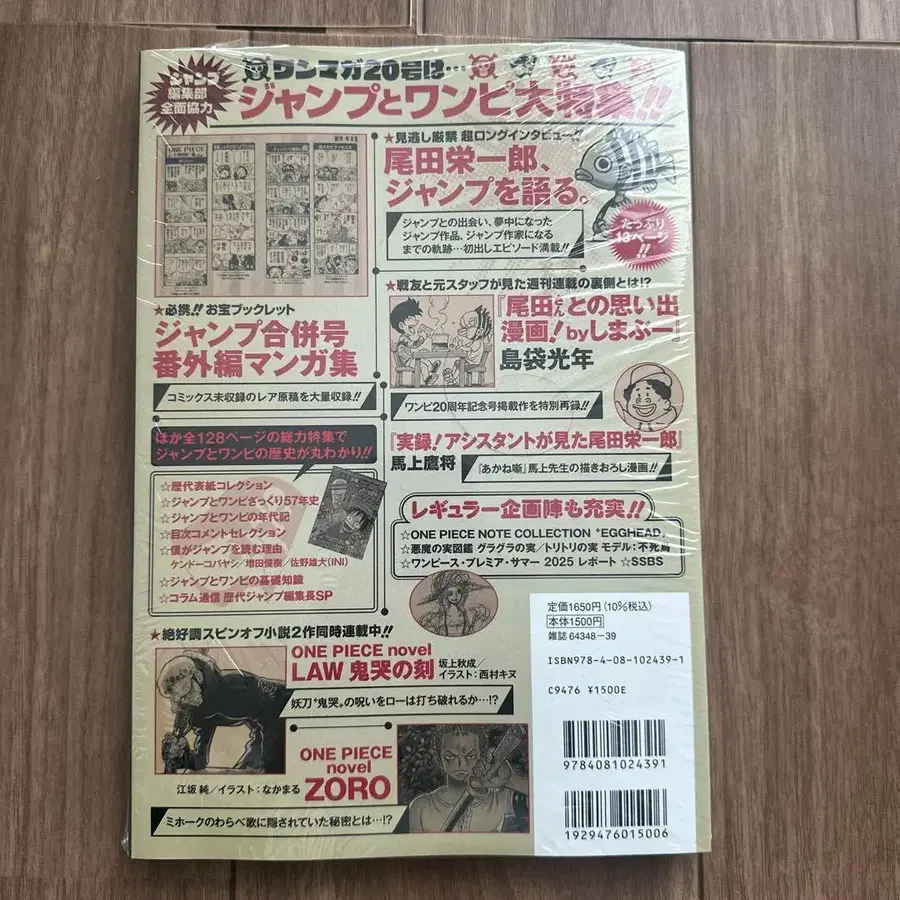 ジャンプ
編集部
全面協力
ワンマガ20号は…
ジャンプとワンピ大特集!!
ONE PIECE
★見逃し厳禁 超ロングインタビュー!!
尾田栄一郎、
ジャンプを語る。
ジャンプとの出会い、夢中になった
ジャンプ作品、ジャンプ作家になる
までの軌跡…初出しエピソード満載!!
たっぷり
13ページ
!!
★必携!! お宝ブックレット
ジャンプ合併号
番外編マンガ集
コミックス未収録のレア原稿を大量収録!!
★戦友と元スタッフが見た週刊連載の裏側とは!?
『尾田さんとの思い出
漫画!byしまぶー』
島袋光年
ワンピ20周年記念号掲載作を特別再録!!
『実録!アシスタントが見た尾田栄一郎』
馬上鷹将
『あかね噺』馬上先生の描きおろし漫画!!
ほか全128ページの総力特集で
ジャンプとワンピの歴史が丸わかり!!
☆歴代表紙コレクション
☆ジャンプとワンピざっくり57年史
☆ジャンプとワンピの年代記
☆目次コメントセレクション
☆僕がジャンプを読む理由
ケンドーコバヤシ/増田俊樹/佐野雄大(INI)
☆ジャンプとワンピの基礎知識
☆コラム通信 歴代ジャンプ編集長SP
レギュラー企画陣も充実!!
☆ONE PIECE NOTE COLLECTION “EGGHEAD”
☆悪魔の実図鑑 グラグラの実/トリトリの実 モデル:不死鳥
☆ワンピース・プレミア・サマー 2025 レポート ☆SSBS
★絶好調スピンオフ小説2作同時連載中!!
ONE PIECE novel
LAW 鬼哭の刻
坂上秋成/
イラスト:西村キヌ
妖刀“鬼哭”の呪いをローは打ち破れるか…!?
ONE PIECE
novel
ZORO
江坂 純/イラスト:なかまる
ミホークのわらべ歌に隠されていた秘密とは…!?
定価1650円(10%税込)
本体1500円
雑誌 64348-39
ISBN978-4-08-102439-1
C9476 ¥1500E
9784081024391
1929476015006